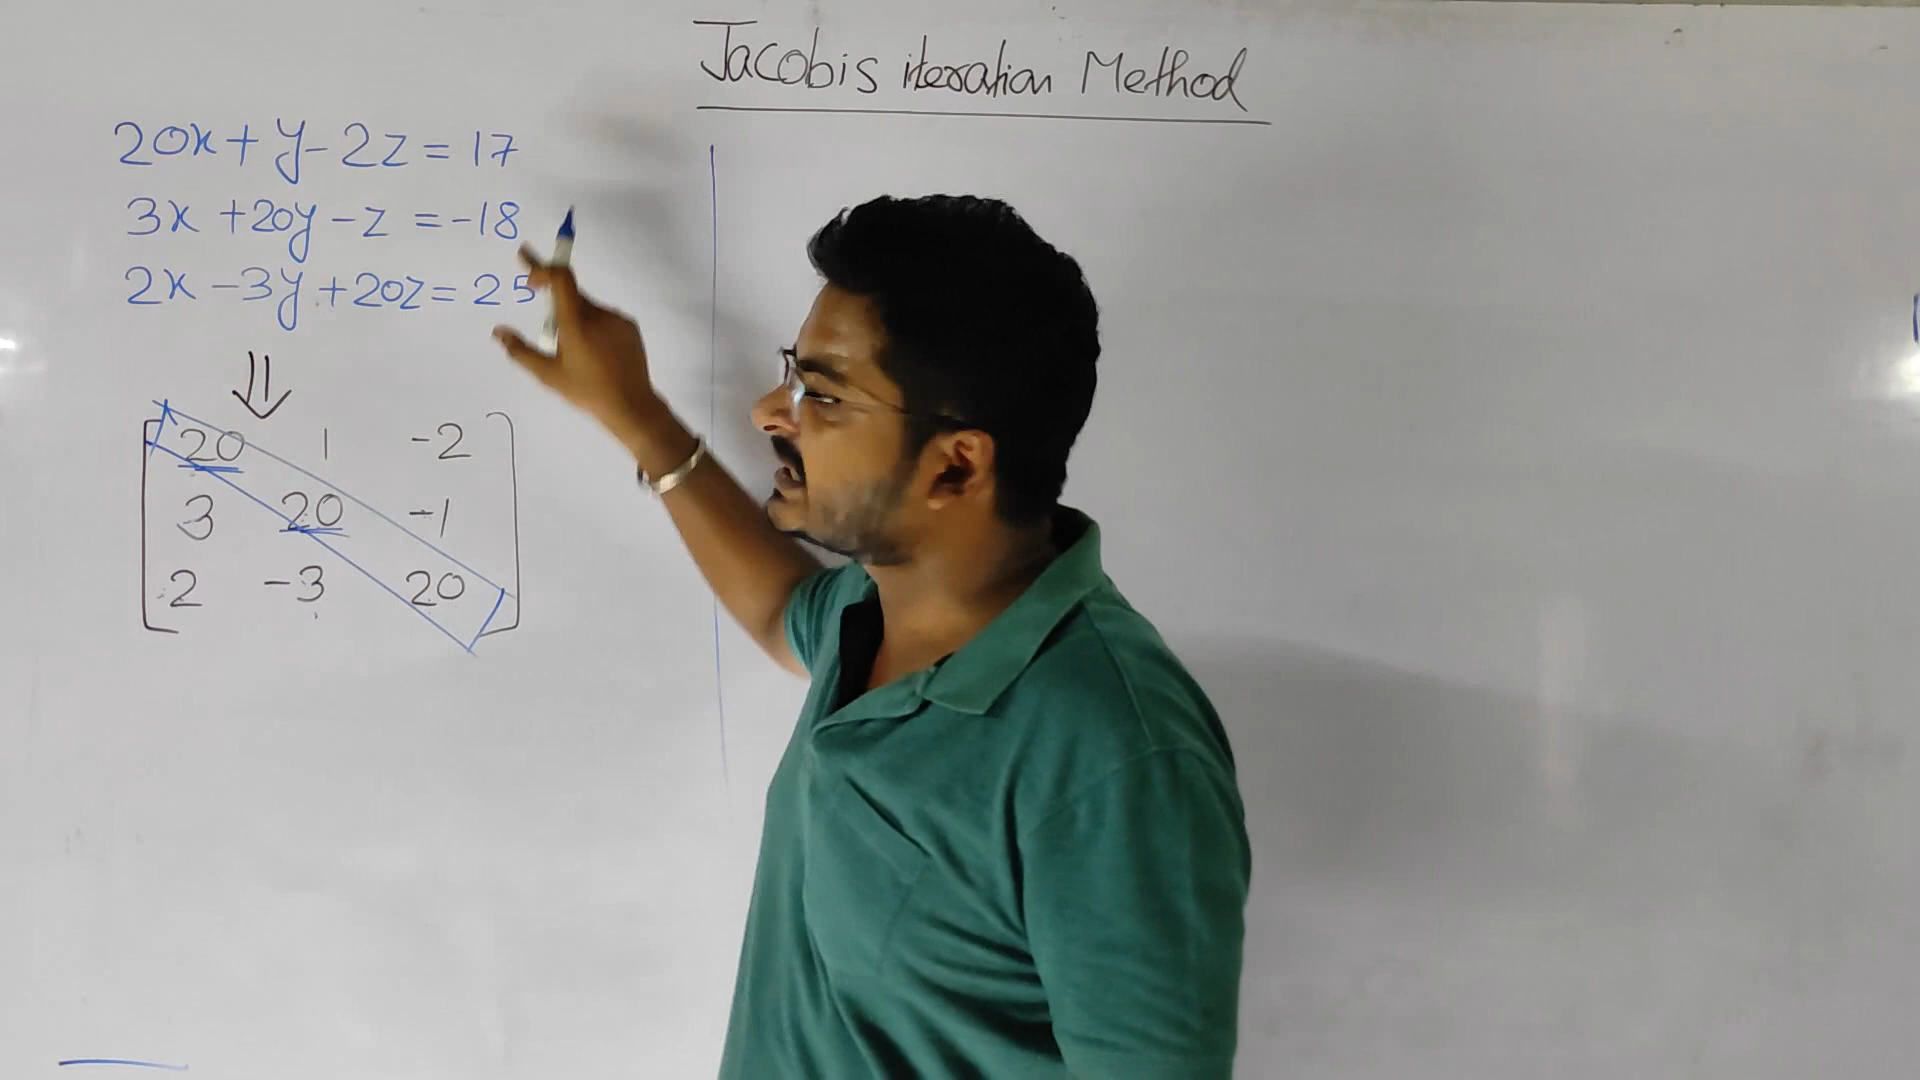 Jacobis iteration Method
20x + y - 2z = 17
3x + 20y - z = -18
2x - 3y + 20z = 25
⇓
20 1 -2
3 20 -1
2 -3 20